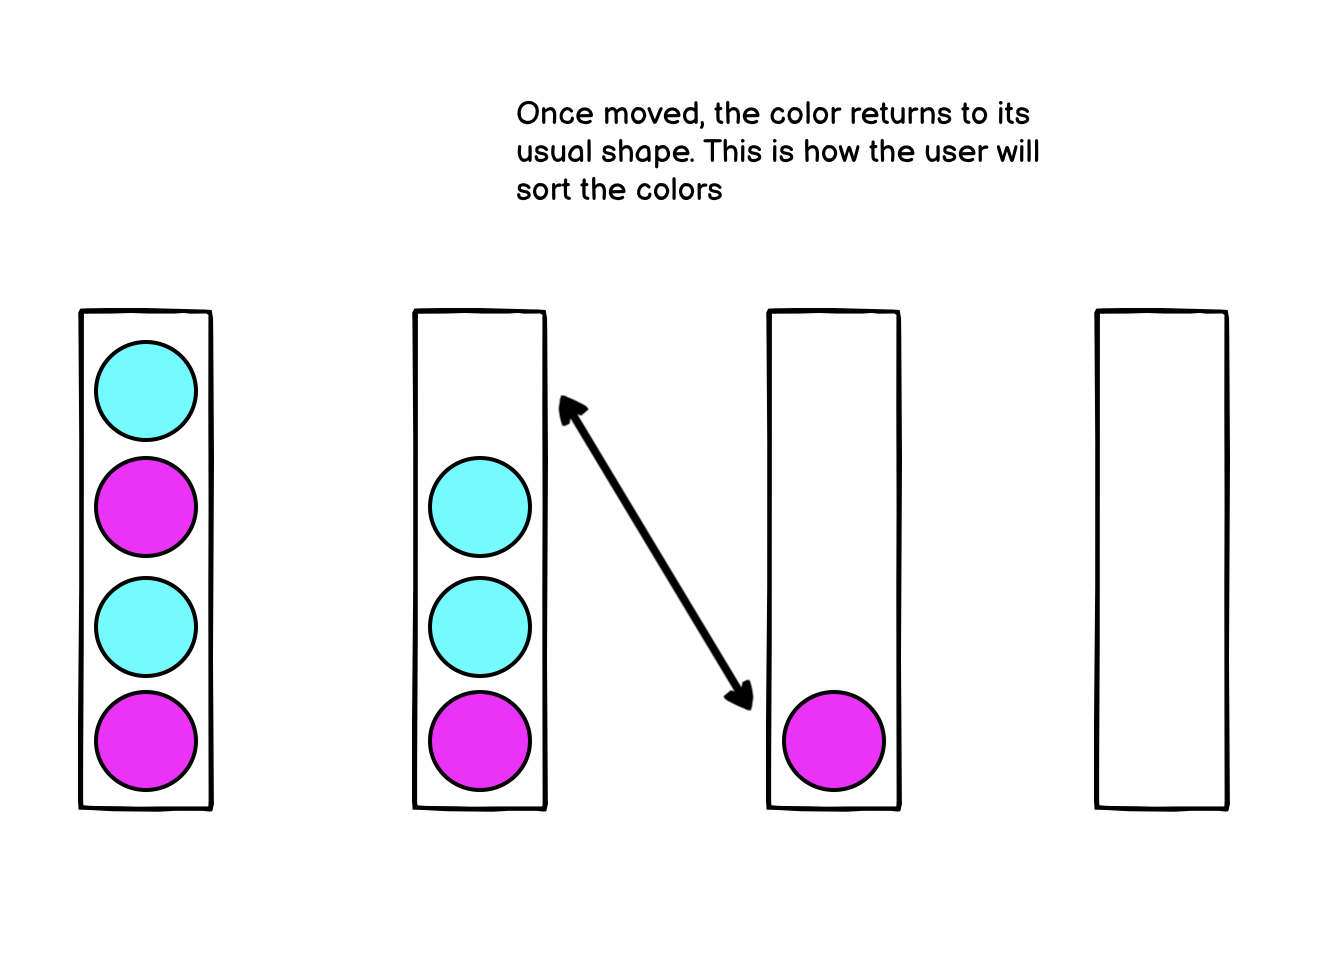 Once moved, the color returns to its
usual shape. This is how the user will
sort the colors